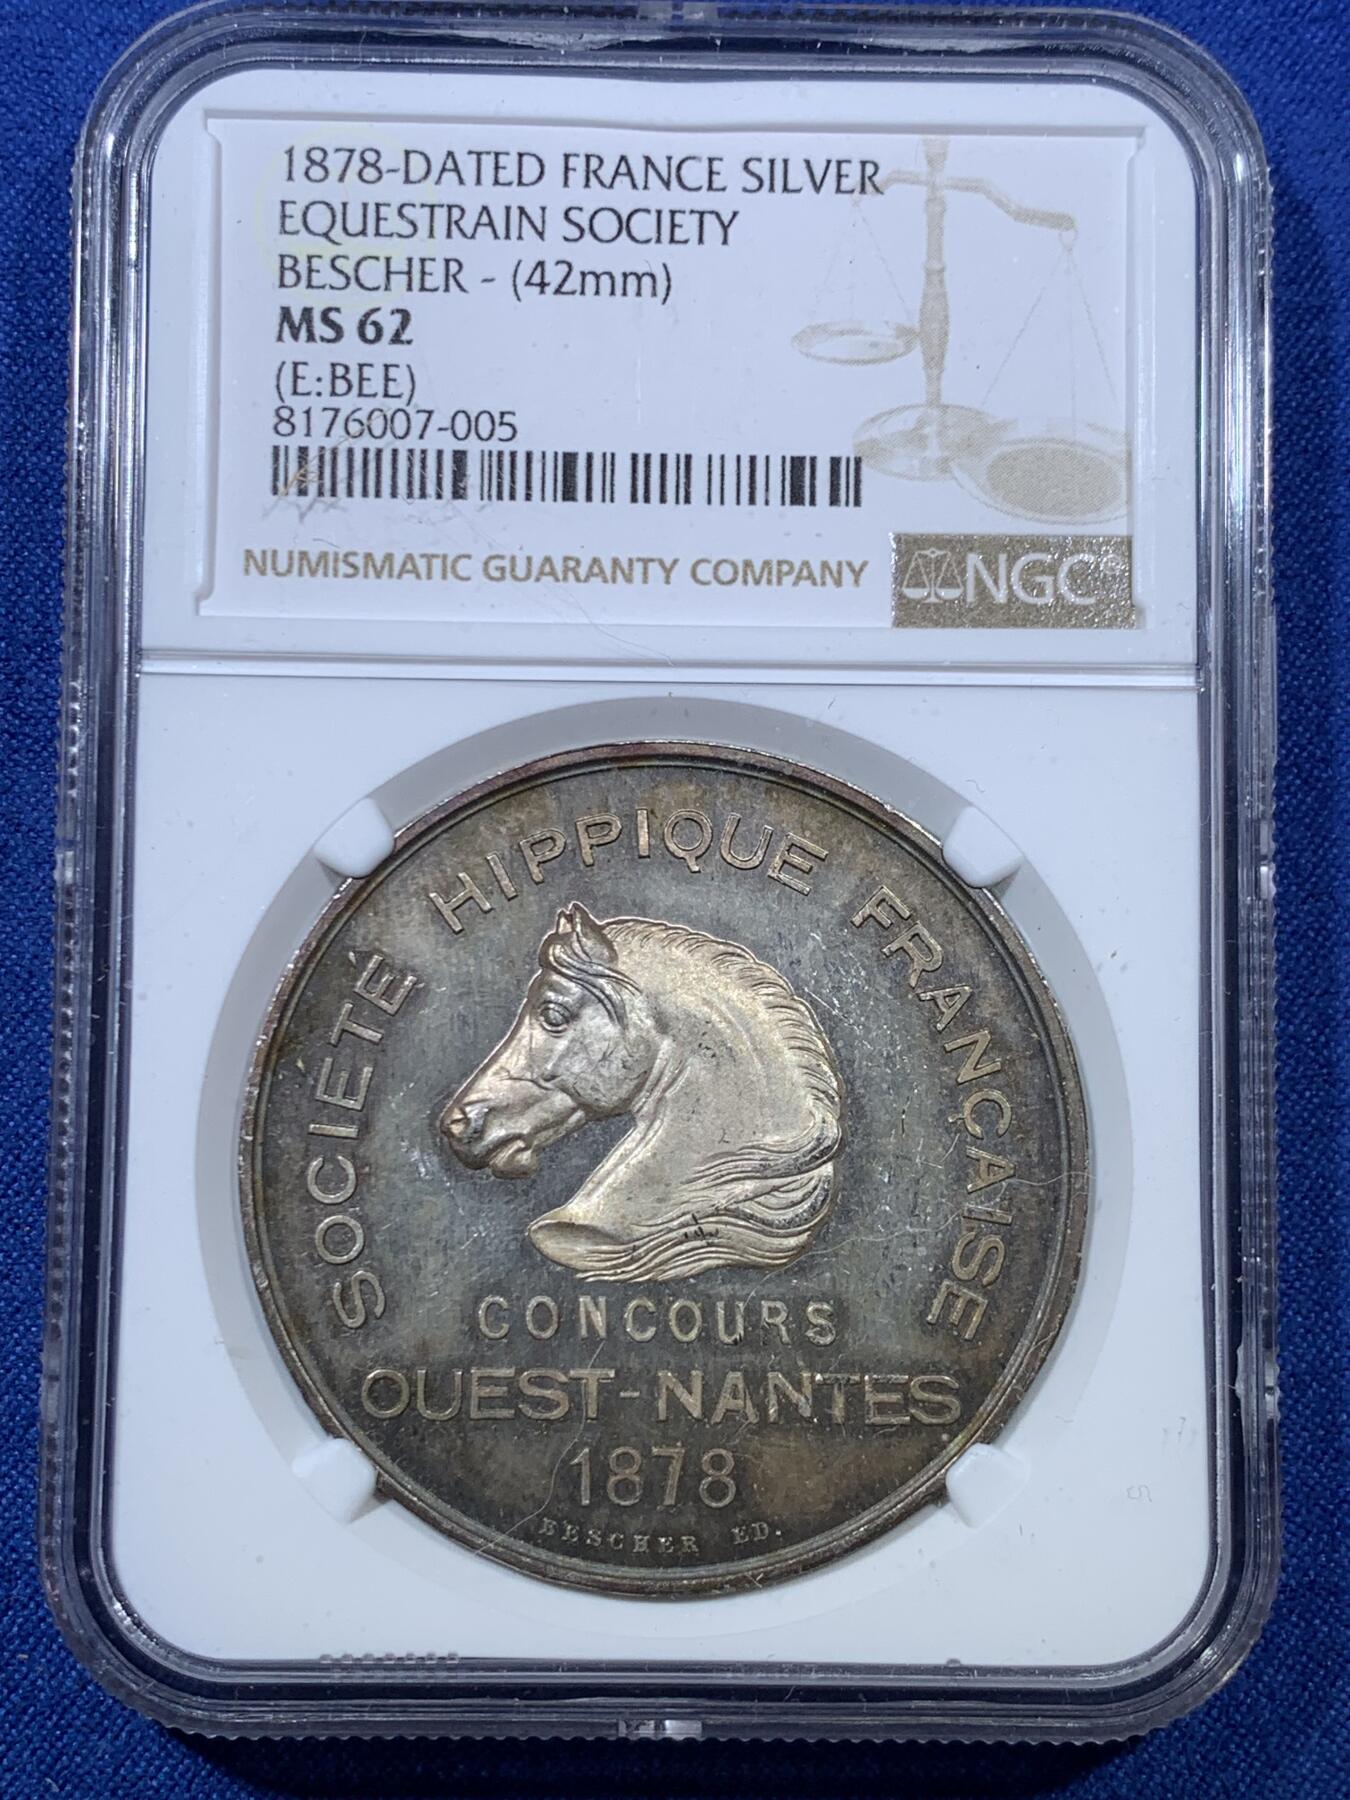 1878-DATED FRANCE SILVER
EQUESTRAIN SOCIETY
BESCHER - (42mm)
MS 62
(E:BEE)
8176007-005
NUMISMATIC GUARANTY COMPANY
NGC
SOCIETÉ HIPPIQUE FRANÇAISE
CONCOURS
OUEST-NANTES
1878
BESCHER ED.